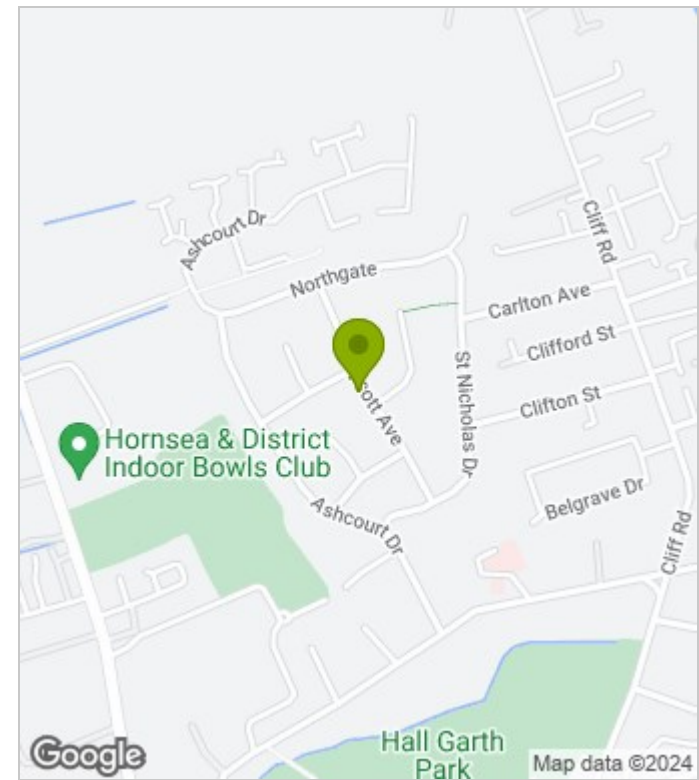 Cliff Rd
Ashcourt Dr
Northgate
Carlton Ave
Clifford St
St Nicholas Dr
Ave
Clifton St
Hornsea & District
Indoor Bowls Club
Belgrave Dr
Ashcourt Dr
Cliff Rd
Hall Garth
Park
Google
Map data ©2024